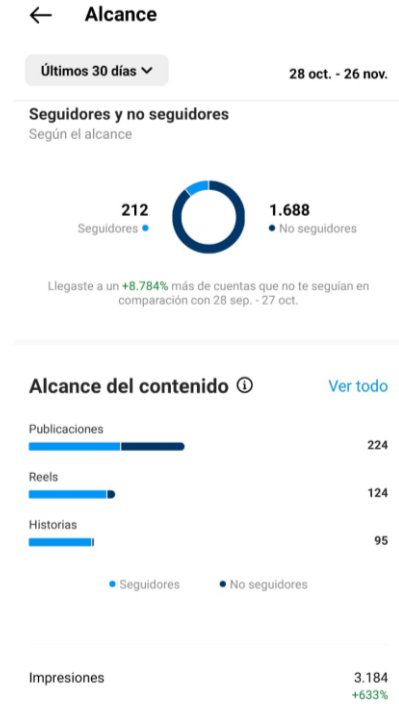 Alcance
Últimos 30 días
28 oct. - 26 nov.
Seguidores y no seguidores
Según el alcance
212
Seguidores
1.688
No seguidores
Llegaste a un +8.784% más de cuentas que no te seguían en
comparación con 28 sep. - 27 oct.
Alcance del contenido
Ver todo
Publicaciones
224
Reels
124
Historias
95
Seguidores
No seguidores
Impresiones
3.184
+633%